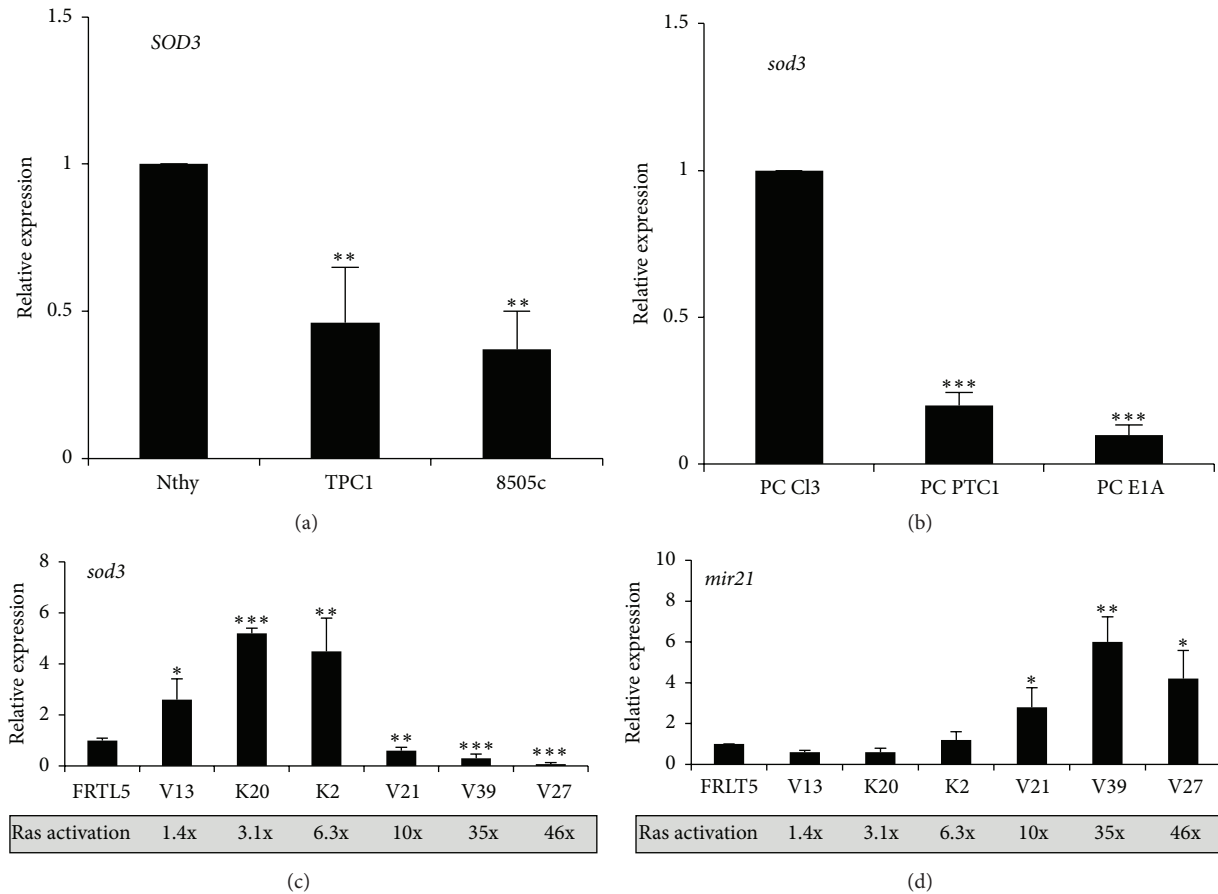 1.5
SOD3
1
Relative expression
**
**
0.5
0
Nthy TPC1 8505c
(a)
1.5
sod3
1
Relative expression
0.5
***
***
0
PC Cl3 PC PTC1 PC E1A
(b)
8
sod3
6
***
**
Relative expression
4
*
2
**
***
***
0
FRTL5 V13 K20 K2 V21 V39 V27
Ras activation 1.4x 3.1x 6.3x 10x 35x 46x
(c)
10
mir21
8
**
Relative expression
6
*
*
4
2
0
FRLT5 V13 K20 K2 V21 V39 V27
Ras activation 1.4x 3.1x 6.3x 10x 35x 46x
(d)